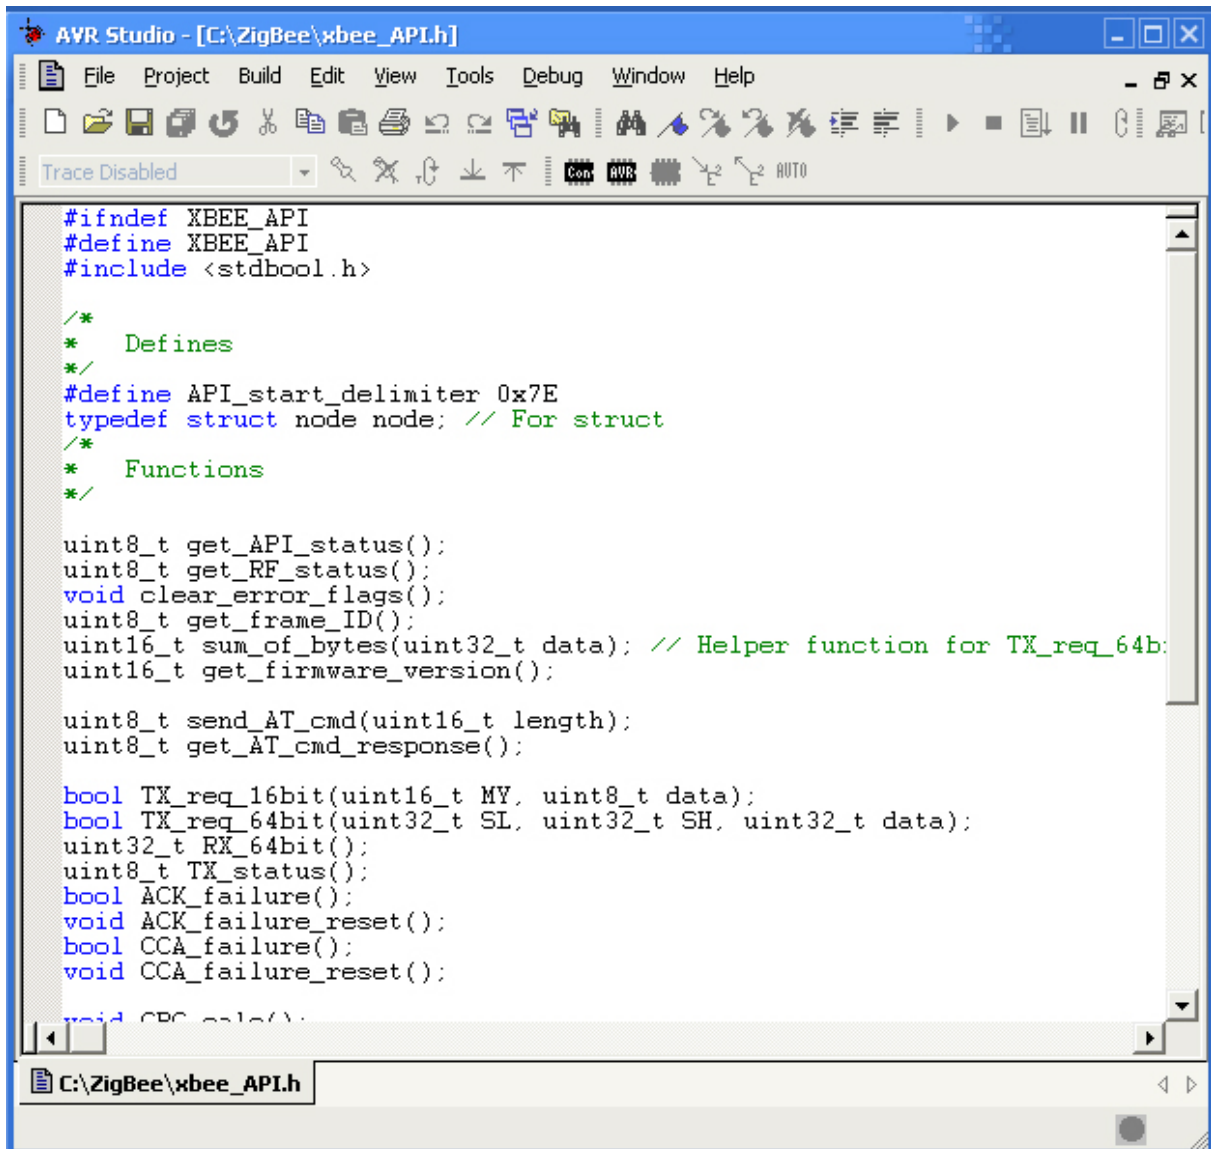 AVR Studio - [C:\ZigBee\xbee_API.h]
File Project Build Edit View Tools Debug Window Help
Trace Disabled Con AVR AUTO
#ifndef XBEE_API
#define XBEE_API
#include <stdbool.h>
/*
* Defines
*/
#define API_start_delimiter 0x7E
typedef struct node node; // For struct
/*
* Functions
*/
uint8_t get_API_status();
uint8_t get_RF_status();
void clear_error_flags();
uint8_t get_frame_ID();
uint16_t sum_of_bytes(uint32_t data); // Helper function for TX_req_64b
uint16_t get_firmware_version();
uint8_t send_AT_cmd(uint16_t length);
uint8_t get_AT_cmd_response();
bool TX_req_16bit(uint16_t MY, uint8_t data);
bool TX_req_64bit(uint32_t SL, uint32_t SH, uint32_t data);
uint32_t RX_64bit();
uint8_t TX_status();
bool ACK_failure();
void ACK_failure_reset();
bool CCA_failure();
void CCA_failure_reset();
void CRC_calc();
C:\ZigBee\xbee_API.h